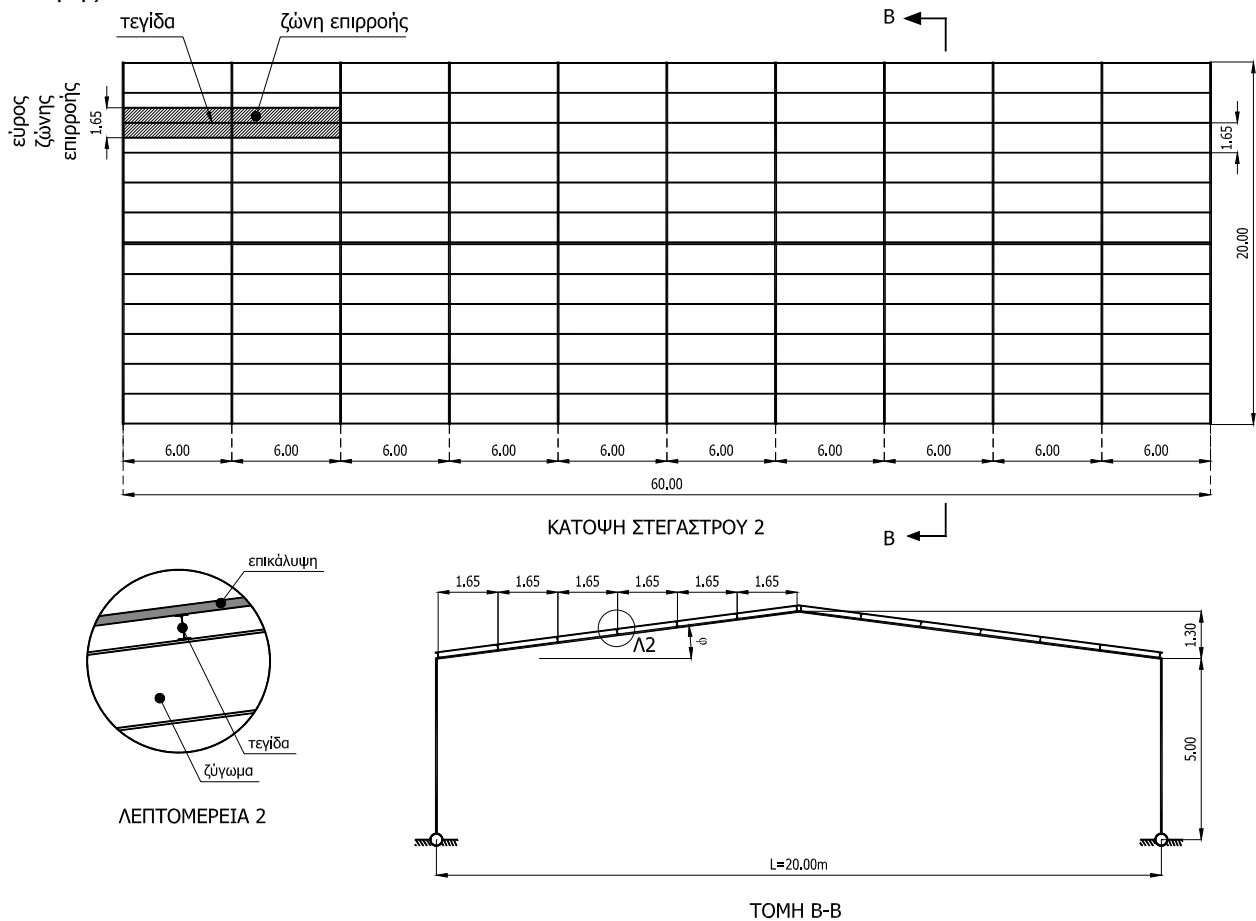 τεγίδα
ζώνη επιρροής
B
εύρος
ζώνης
επιρροής
1.65
1.65
20.00
6.00 6.00 6.00 6.00 6.00 6.00 6.00 6.00 6.00 6.00
60.00
ΚΑΤΟΨΗ ΣΤΕΓΑΣΤΡΟΥ 2
B
επικάλυψη
τεγίδα
ζύγωμα
ΛΕΠΤΟΜΕΡΕΙΑ 2
1.65 1.65 1.65 1.65 1.65 1.65
Λ2
φ
1.30
5.00
L=20.00m
ΤΟΜΗ Β-Β